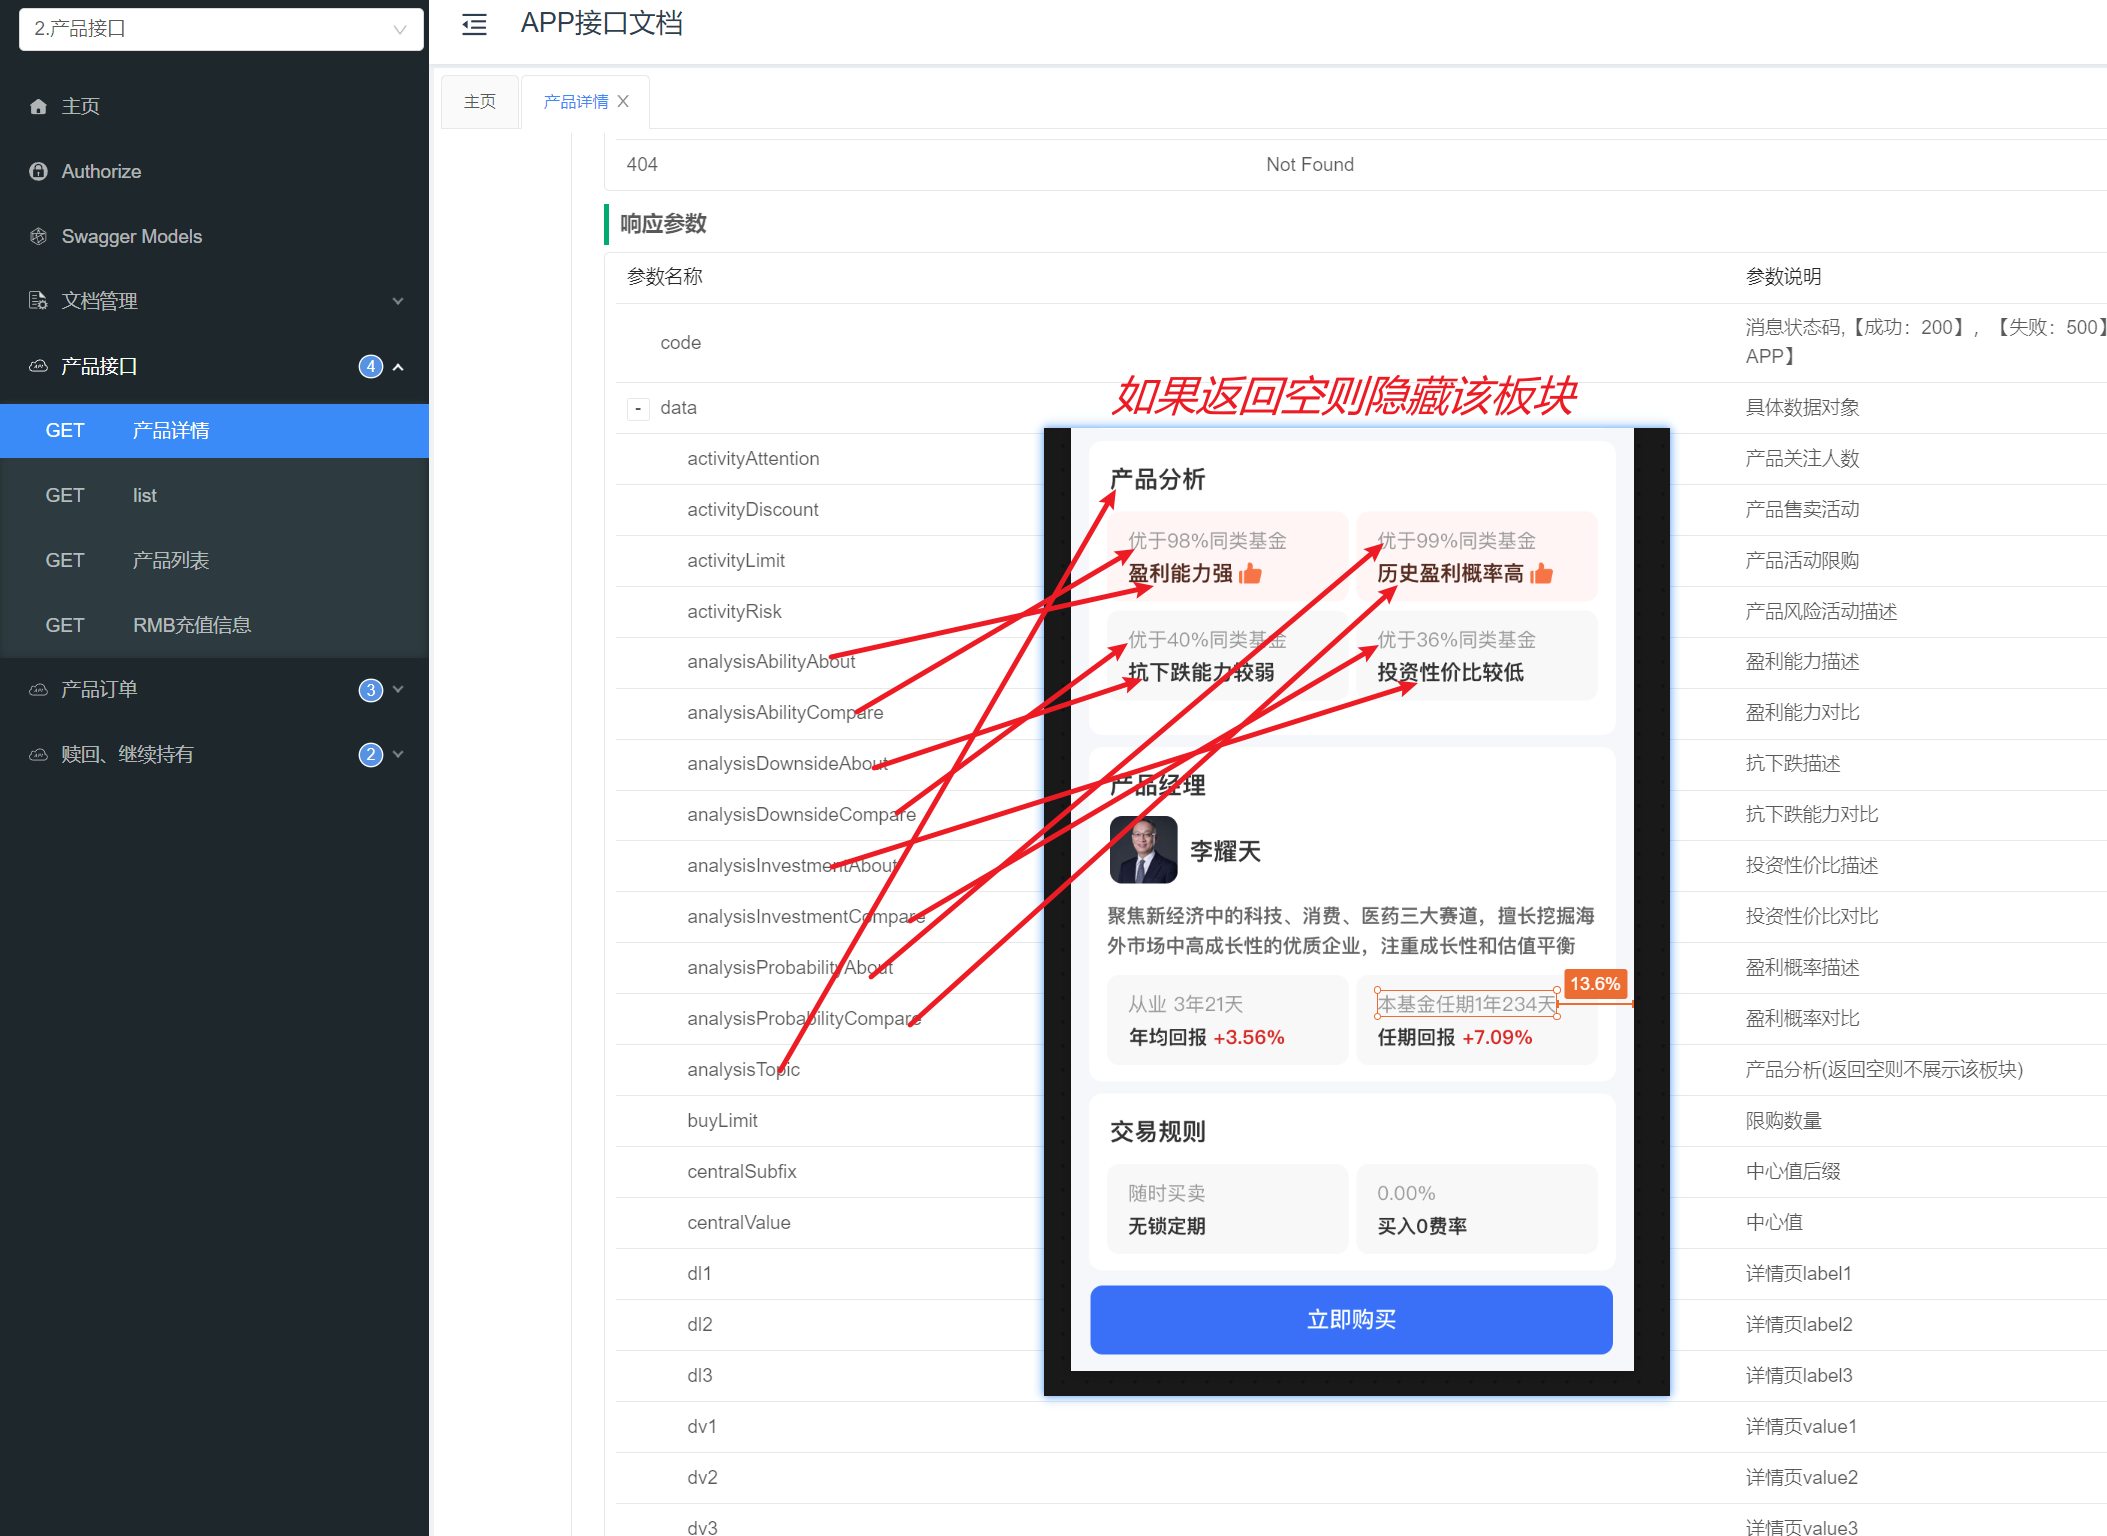 2.产品接口
主页
Authorize
Swagger Models
文档管理
产品接口 4
GET 产品详情
GET list
GET 产品列表
GET RMB充值信息
产品订单 3
赎回、继续持有 2
APP接口文档
主页 产品详情
404 Not Found
响应参数
参数名称 参数说明
code 消息状态码,【成功：200】，【失败：500】
APP】
- data 具体数据对象
activityAttention 产品关注人数
activityDiscount 产品售卖活动
activityLimit 产品活动限购
activityRisk 产品风险活动描述
analysisAbilityAbout 盈利能力描述
analysisAbilityCompare 盈利能力对比
analysisDownsideAbout 抗下跌描述
analysisDownsideCompare 抗下跌能力对比
analysisInvestmentAbout 投资性价比描述
analysisInvestmentCompare 投资性价比对比
analysisProbabilityAbout 盈利概率描述
analysisProbabilityCompare 盈利概率对比
analysisTopic 产品分析(返回空则不展示该板块)
buyLimit 限购数量
centralSubfix 中心值后缀
centralValue 中心值
dl1 详情页label1
dl2 详情页label2
dl3 详情页label3
dv1 详情页value1
dv2 详情页value2
dv3 详情页value3
如果返回空则隐藏该板块
产品分析
优于98%同类基金 优于99%同类基金
盈利能力强 历史盈利概率高
优于40%同类基金 优于36%同类基金
抗下跌能力较弱 投资性价比较低
产品经理
李耀天
聚焦新经济中的科技、消费、医药三大赛道，擅长挖掘海
外市场中高成长性的优质企业，注重成长性和估值平衡
13.6%
从业 3年21天 本基金任期1年234天
年均回报 +3.56% 任期回报 +7.09%
交易规则
随时买卖 0.00%
无锁定期 买入0费率
立即购买